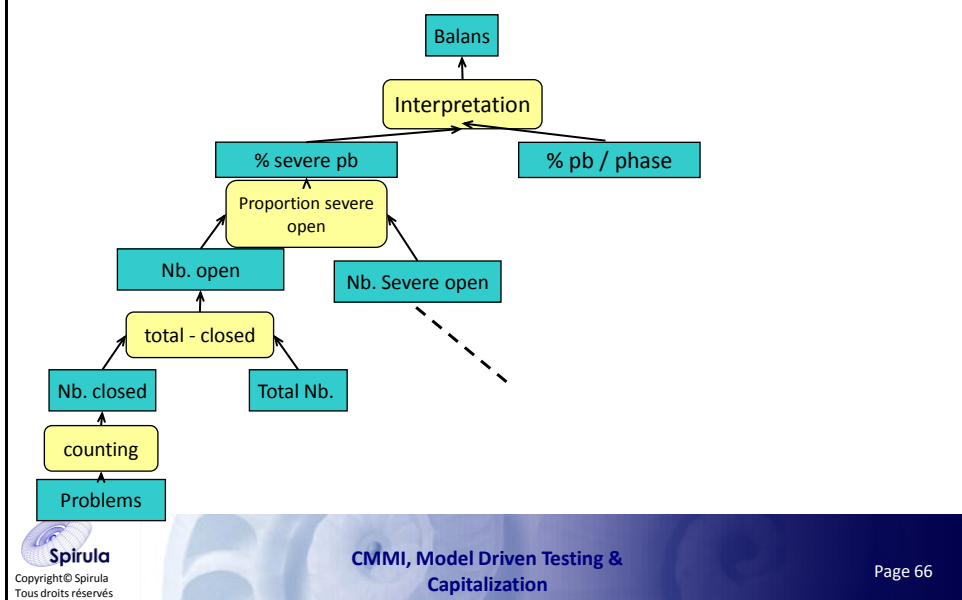 Balans
Interpretation
% severe pb
% pb / phase
Proportion severe
open
Nb. open
Nb. Severe open
total - closed
Nb. closed
Total Nb.
counting
Problems
Spirula
Copyright© Spirula
Tous droits réservés
CMMI, Model Driven Testing &
Capitalization
Page 66